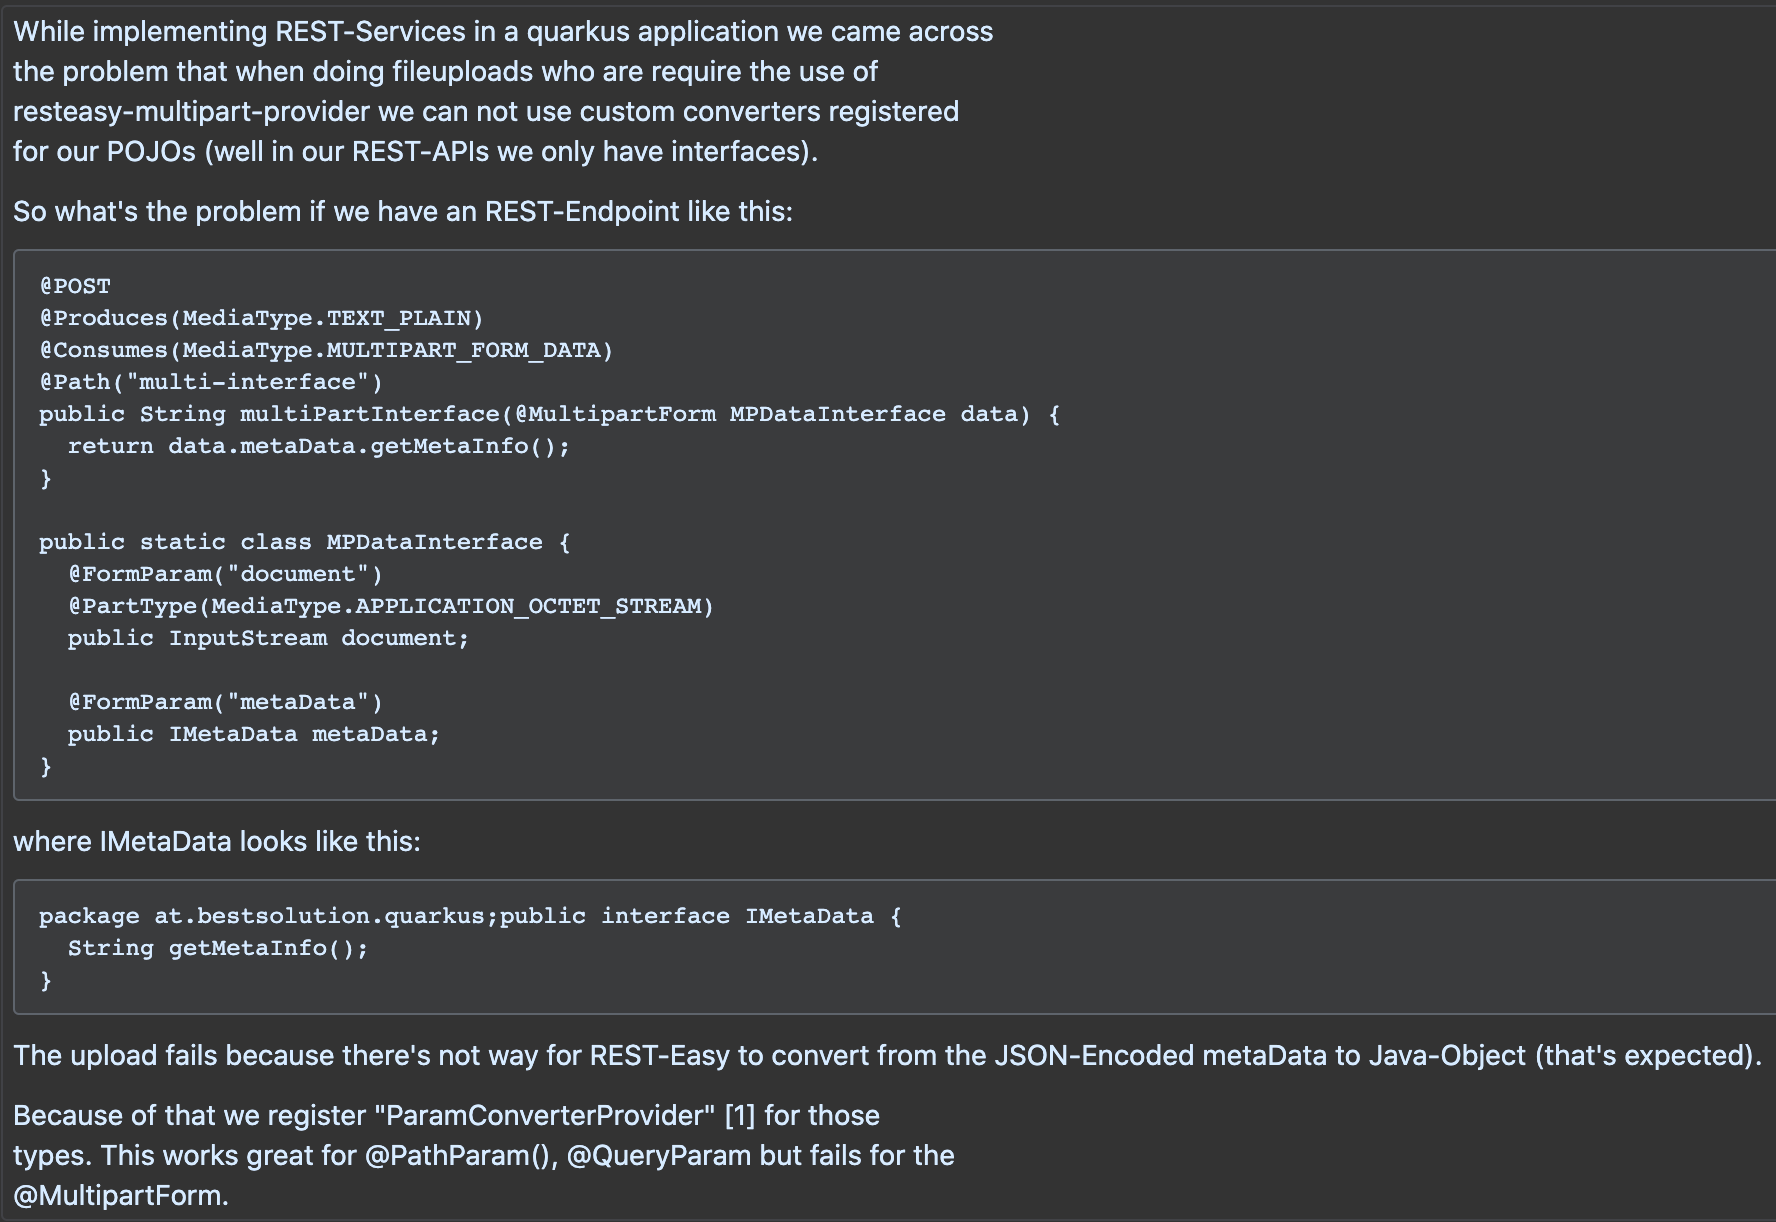 While implementing REST-Services in a quarkus application we came across
the problem that when doing fileuploads who are require the use of
resteasy-multipart-provider we can not use custom converters registered
for our POJOs (well in our REST-APIs we only have interfaces).
So what's the problem if we have an REST-Endpoint like this:
@POST
@Produces(MediaType.TEXT_PLAIN)
@Consumes(MediaType.MULTIPART_FORM_DATA)
@Path("multi-interface")
public String multiPartInterface(@MultipartForm MPDataInterface data) {
  return data.metaData.getMetaInfo();
}
public static class MPDataInterface {
  @FormParam("document")
  @PartType(MediaType.APPLICATION_OCTET_STREAM)
  public InputStream document;
  @FormParam("metaData")
  public IMetaData metaData;
}
where IMetaData looks like this:
package at.bestsolution.quarkus;public interface IMetaData {
  String getMetaInfo();
}
The upload fails because there's not way for REST-Easy to convert from the JSON-Encoded metaData to Java-Object (that's expected).
Because of that we register "ParamConverterProvider" [1] for those
types. This works great for @PathParam(), @QueryParam but fails for the
@MultipartForm.